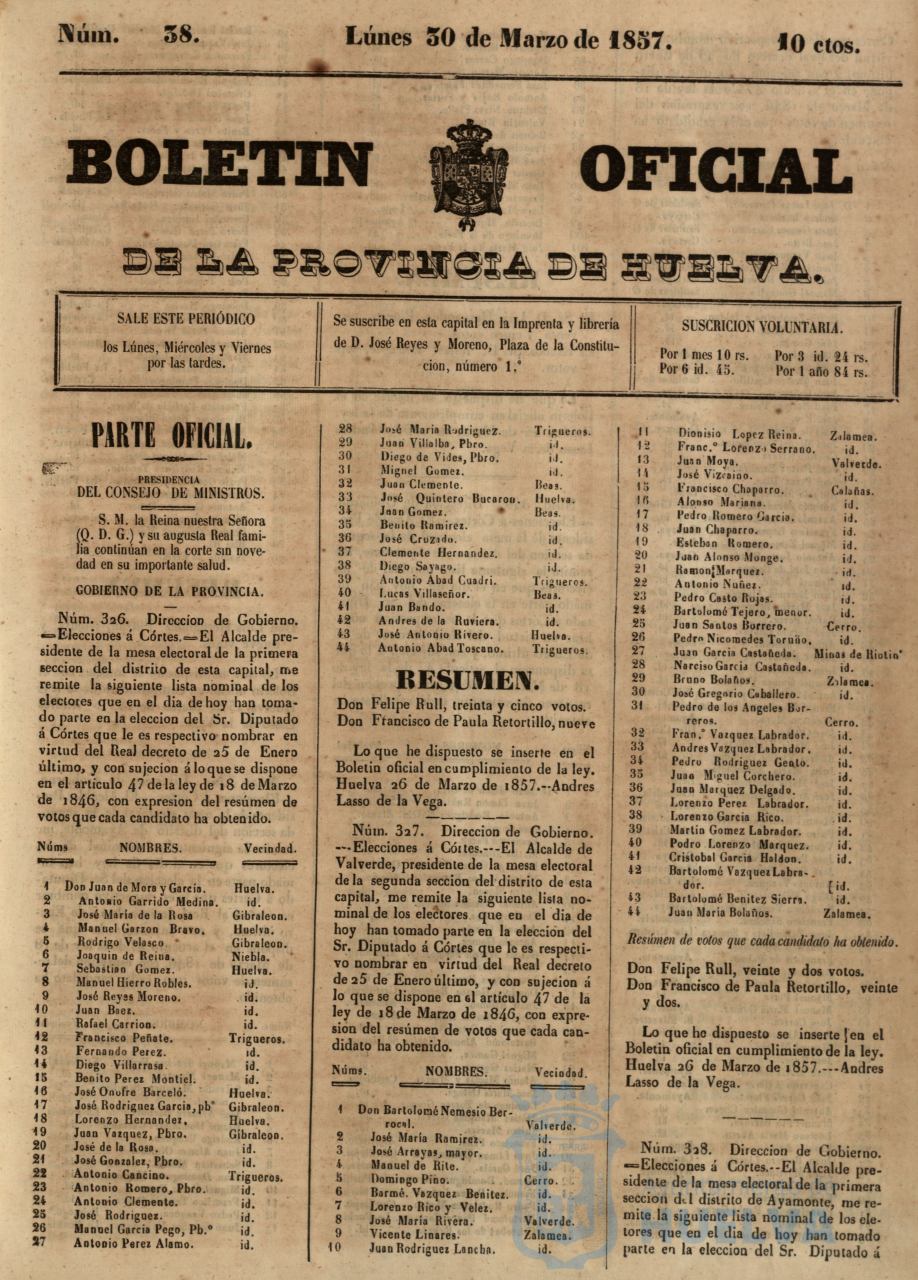 Núm. 38. Lúnes 30 de Marzo de 1857. 10 ctos.
BOLETIN OFICIAL
DE LA PROVINCIA DE HUELVA.
SALE ESTE PERIÓDICO
los Lúnes, Miércoles y Viernes
por las tardes.
Se suscribe en esta capital en la Imprenta y librería
de D. José Reyes y Moreno, Plaza de la Constitu-
cion, número 1.º
SUSCRICION VOLUNTARIA.
Por 1 mes 10 rs. Por 3 id. 24 rs.
Por 6 id. 45. Por 1 año 84 rs.
PARTE OFICIAL.
PRESIDENCIA
DEL CONSEJO DE MINISTROS.
S. M. la Reina nuestra Señora
(Q. D. G.) y su augusta Real fami-
lia continúan en la corte sin nove-
dad en su importante salud.
GOBIERNO DE LA PROVINCIA.
Núm. 326. Direccion de Gobierno.
=Elecciones á Córtes.=El Alcalde pre-
sidente de la mesa electoral de la primera
seccion del distrito de esta capital, me
remite la siguiente lista nominal de los
electores que en el dia de hoy han toma-
do parte en la eleccion del Sr. Diputado
á Córtes que le es respectivo nombrar en
virtud del Real decreto de 25 de Enero
último, y con sujecion á lo que se dispone
en el artículo 47 de la ley de 18 de Marzo
de 1846, con expresion del resúmen de
votos que cada candidato ha obtenido.
Núms NOMBRES. Vecindad.
1 Don Juan de Mora y García. Huelva.
2 Antonio Garrido Medina. id.
3 José Maria de la Rosa Gibraleon.
4 Manuel Garzon Bravo. Huelva.
5 Rodrigo Velasco Gibraleon.
6 Joaquin de Reina. Niebla.
7 Sebastian Gomez. Huelva.
8 Manuel Hierro Robles. id.
9 José Reyes Moreno. id.
10 Juan Baez. id.
11 Rafael Carrion. id.
12 Francisco Peñate. Trigueros.
13 Fernando Perez. id.
14 Diego Villarrasa. id.
15 Benito Perez Montiel. id.
16 José Onofre Barceló. Huelva.
17 José Rodriguez Garcia, pbº Gibraleon.
18 Lorenzo Hernandez. Huelva.
19 Juan Vazquez, Pbro. Gibraleon.
20 José de la Rosa. id.
21 José Gonzalez, Pbro. id.
22 Antonio Cancino. Trigueros.
23 Antonio Romero, Pbro. id.
24 Antonio Clemente. id.
25 José Rodriguez. id.
26 Manuel Garcia Pego, Pb.º id.
27 Antonio Perez Alamo. id.
28 José Maria Rodriguez. Trigueros.
29 Juan Villalba, Pbro. id.
30 Diego de Vides, Pbro. id.
31 Mignel Gomez. id.
32 Juan Clemente. Beas.
33 José Quintero Bucaron. Huelva.
34 Juan Gomez. Beas.
35 Benito Ramirez. id.
36 José Cruzado. id.
37 Clemente Hernandez. id.
38 Diego Sayago. id.
39 Antonio Abad Cuadri. Trigueros.
40 Lucas Villaseñor. Beas.
41 Juan Bando. id.
42 Andres de la Ruviera. id.
43 José Antonio Rivero. Huelva.
44 Antonio Abad Toscano. Trigueros.
RESUMEN.
Don Felipe Rull, treinta y cinco votos.
Don Francisco de Paula Retortillo, nueve
Lo que he dispuesto se inserte en el
Boletin oficial en cumplimiento de la ley.
Huelva 26 de Marzo de 1857.--Andres
Lasso de la Vega.
Núm. 327. Direccion de Gobierno.
---Elecciones á Córtes.---El Alcalde de
Valverde, presidente de la mesa electoral
de la segunda seccion del distrito de esta
capital, me remite la siguiente lista no-
minal de los electores que en el dia de
hoy han tomado parte en la eleccion del
Sr. Diputado á Córtes que le es respecti-
vo nombrar en virtud del Real decreto
de 25 de Enero último, y con sujecion á
lo que se dispone en el artículo 47 de la
ley de 18 de Marzo de 1846, con expre-
sion del resúmen de votos que cada can-
didato ha obtenido.
Núms. NOMBRES. Vecindad.
1 Don Bartolomé Nemesio Ber-
rocal. Valverde.
2 José María Ramirez. id.
3 José Arrayas, mayor. id.
4 Manuel de Rite. id.
5 Domingo Pino. Cerro.
6 Barmé. Vazquez Benitez. id.
7 Lorenzo Rico y Velez. id.
8 José María Rivera. Valverde.
9 Vicente Linares. Zalamea.
10 Juan Rodriguez Lancha. id.
11 Dionisio Lopez Reina. Zalamea.
12 Franc.º Lorenzo Serrano. id.
13 Juan Moya. Valverde.
14 José Vizcaino. id.
15 Francisco Chaparro. Calañas.
16 Alonso Mariana. id.
17 Pedro Romero Garcia. id.
18 Juan Chaparro. id.
19 Esteban Romero. id.
20 Juan Alonso Monge. id.
21 Ramon Marquez. id.
22 Antonio Nuñez. id.
23 Pedro Casto Rojas. id.
24 Bartolomé Tejero, menor. id.
25 Juan Santos Borrero. Cerro.
26 Pedro Nicomedes Toruño. id.
27 Juan Garcia Castañeda. Minas de Riotinº
28 Narciso Garcia Castañeda. id.
29 Bruno Bolaños. Zalamea.
30 José Gregorio Caballero. id.
31 Pedro de los Angeles Bor-
reros. Cerro.
32 Fran.º Vazquez Labrador. id.
33 Andres Vazquez Labrador. id.
34 Pedro Rodriguez Gento. id.
35 Juan Miguel Corchero. id.
36 Juan Marquez Delgado. id.
37 Lorenzo Perez Labrador. id.
38 Lorenzo Garcia Rico. id.
39 Martin Gomez Labrador. id.
40 Podro Lorenzo Marquez. id.
41 Cristobal Garcia Haldon. id.
42 Bartolomé Vazquez Labra-
dor. [id.
43 Bartolomé Benitez Sierra. id.
44 Juan Maria Bolaños. Zalamea.
Resúmen de votos que cada candidato ha obtenido.
Don Felipe Rull, veinte y dos votos.
Don Francisco de Paula Retortillo, veinte
y dos.
Lo que he dispuesto se inserte en el
Boletin oficial en cumplimiento de la ley.
Huelva 26 de Marzo de 1857.---Andres
Lasso de la Vega.
Núm. 328. Direccion de Gobierno.
=Elecciones á Córtes.--El Alcalde pre-
sidente de la mesa electoral de la primera
seccion del distrito de Ayamonte, me re-
mite la siguiente lista nominal de los ele-
tores que en el dia de hoy han tomado
parte en la eleccion del Sr. Diputado á